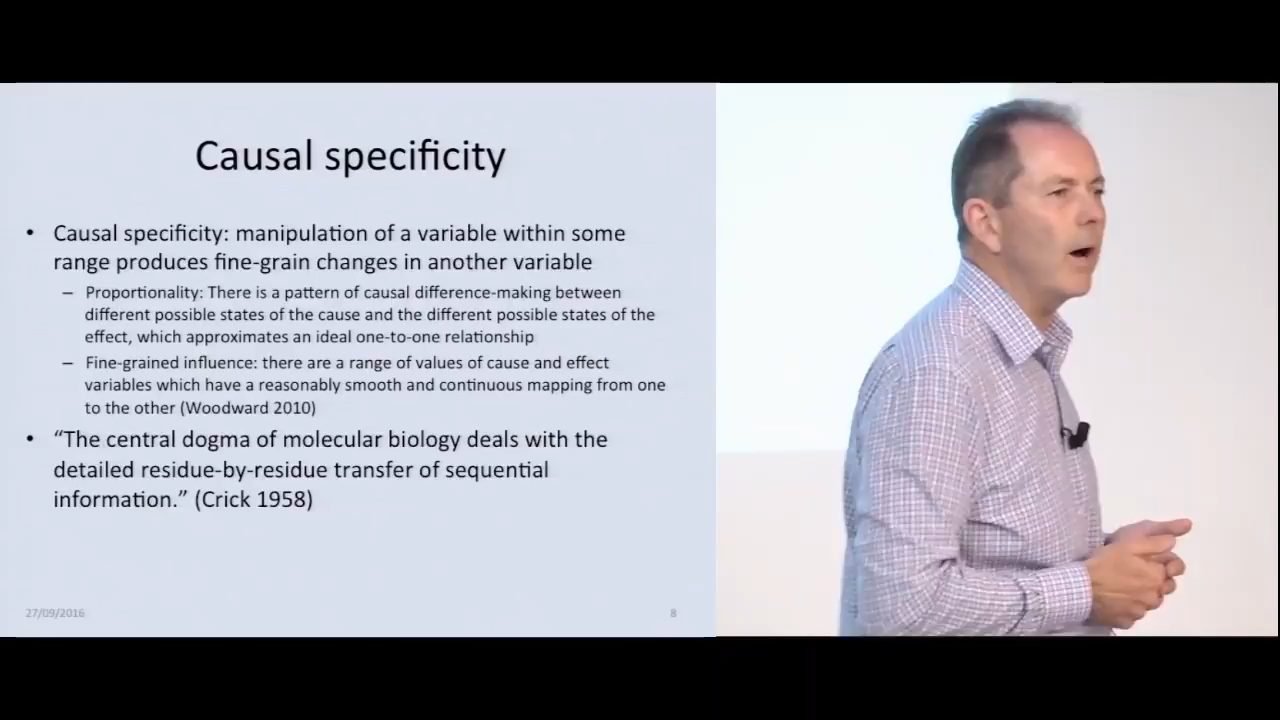 Causal specificity
• Causal specificity: manipulation of a variable within some
range produces fine-grain changes in another variable
– Proportionality: There is a pattern of causal difference-making between
different possible states of the cause and the different possible states of the
effect, which approximates an ideal one-to-one relationship
– Fine-grained influence: there are a range of values of cause and effect
variables which have a reasonably smooth and continuous mapping from one
to the other (Woodward 2010)
• “The central dogma of molecular biology deals with the
detailed residue-by-residue transfer of sequential
information.” (Crick 1958)
27/09/2016
8